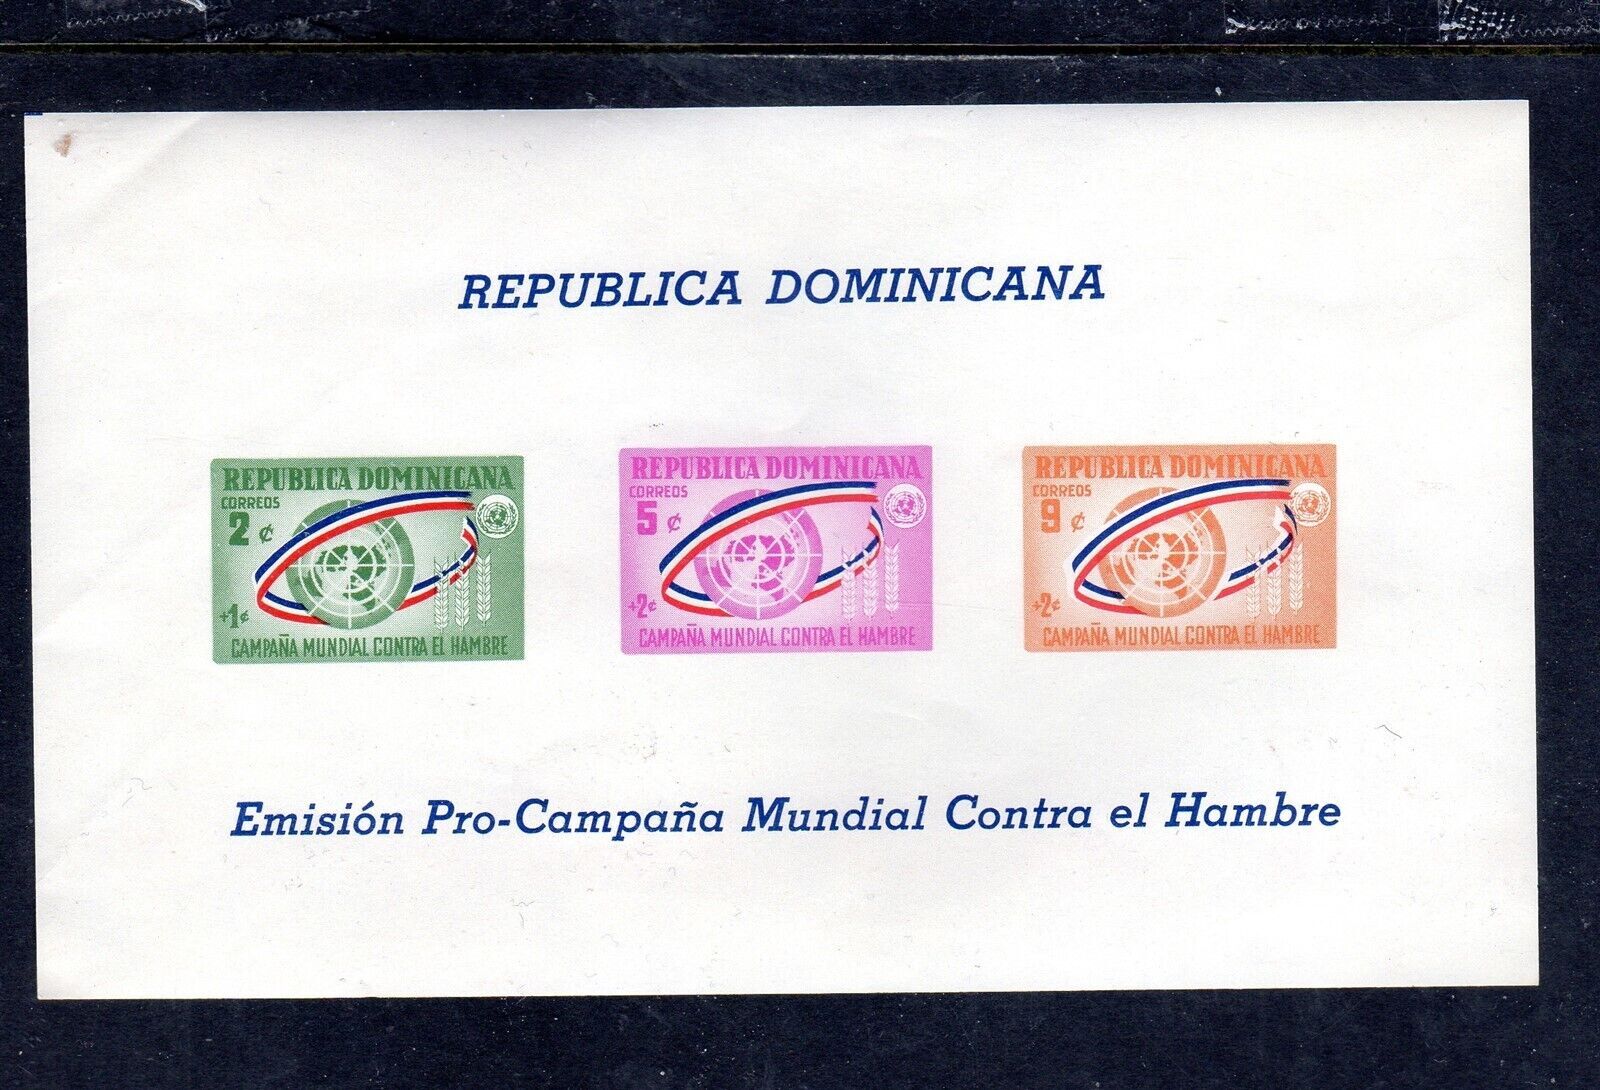 REPUBLICA DOMINICANA
REPUBLICA DOMINICANA
CORREOS
2 ¢
+1¢
CAMPAÑA MUNDIAL CONTRA EL HAMBRE
REPUBLICA DOMINICANA
CORREOS
5 ¢
+2¢
CAMPAÑA MUNDIAL CONTRA EL HAMBRE
REPUBLICA DOMINICANA
CORREOS
9 ¢
+2¢
CAMPAÑA MUNDIAL CONTRA EL HAMBRE
Emisión Pro-Campaña Mundial Contra el Hambre